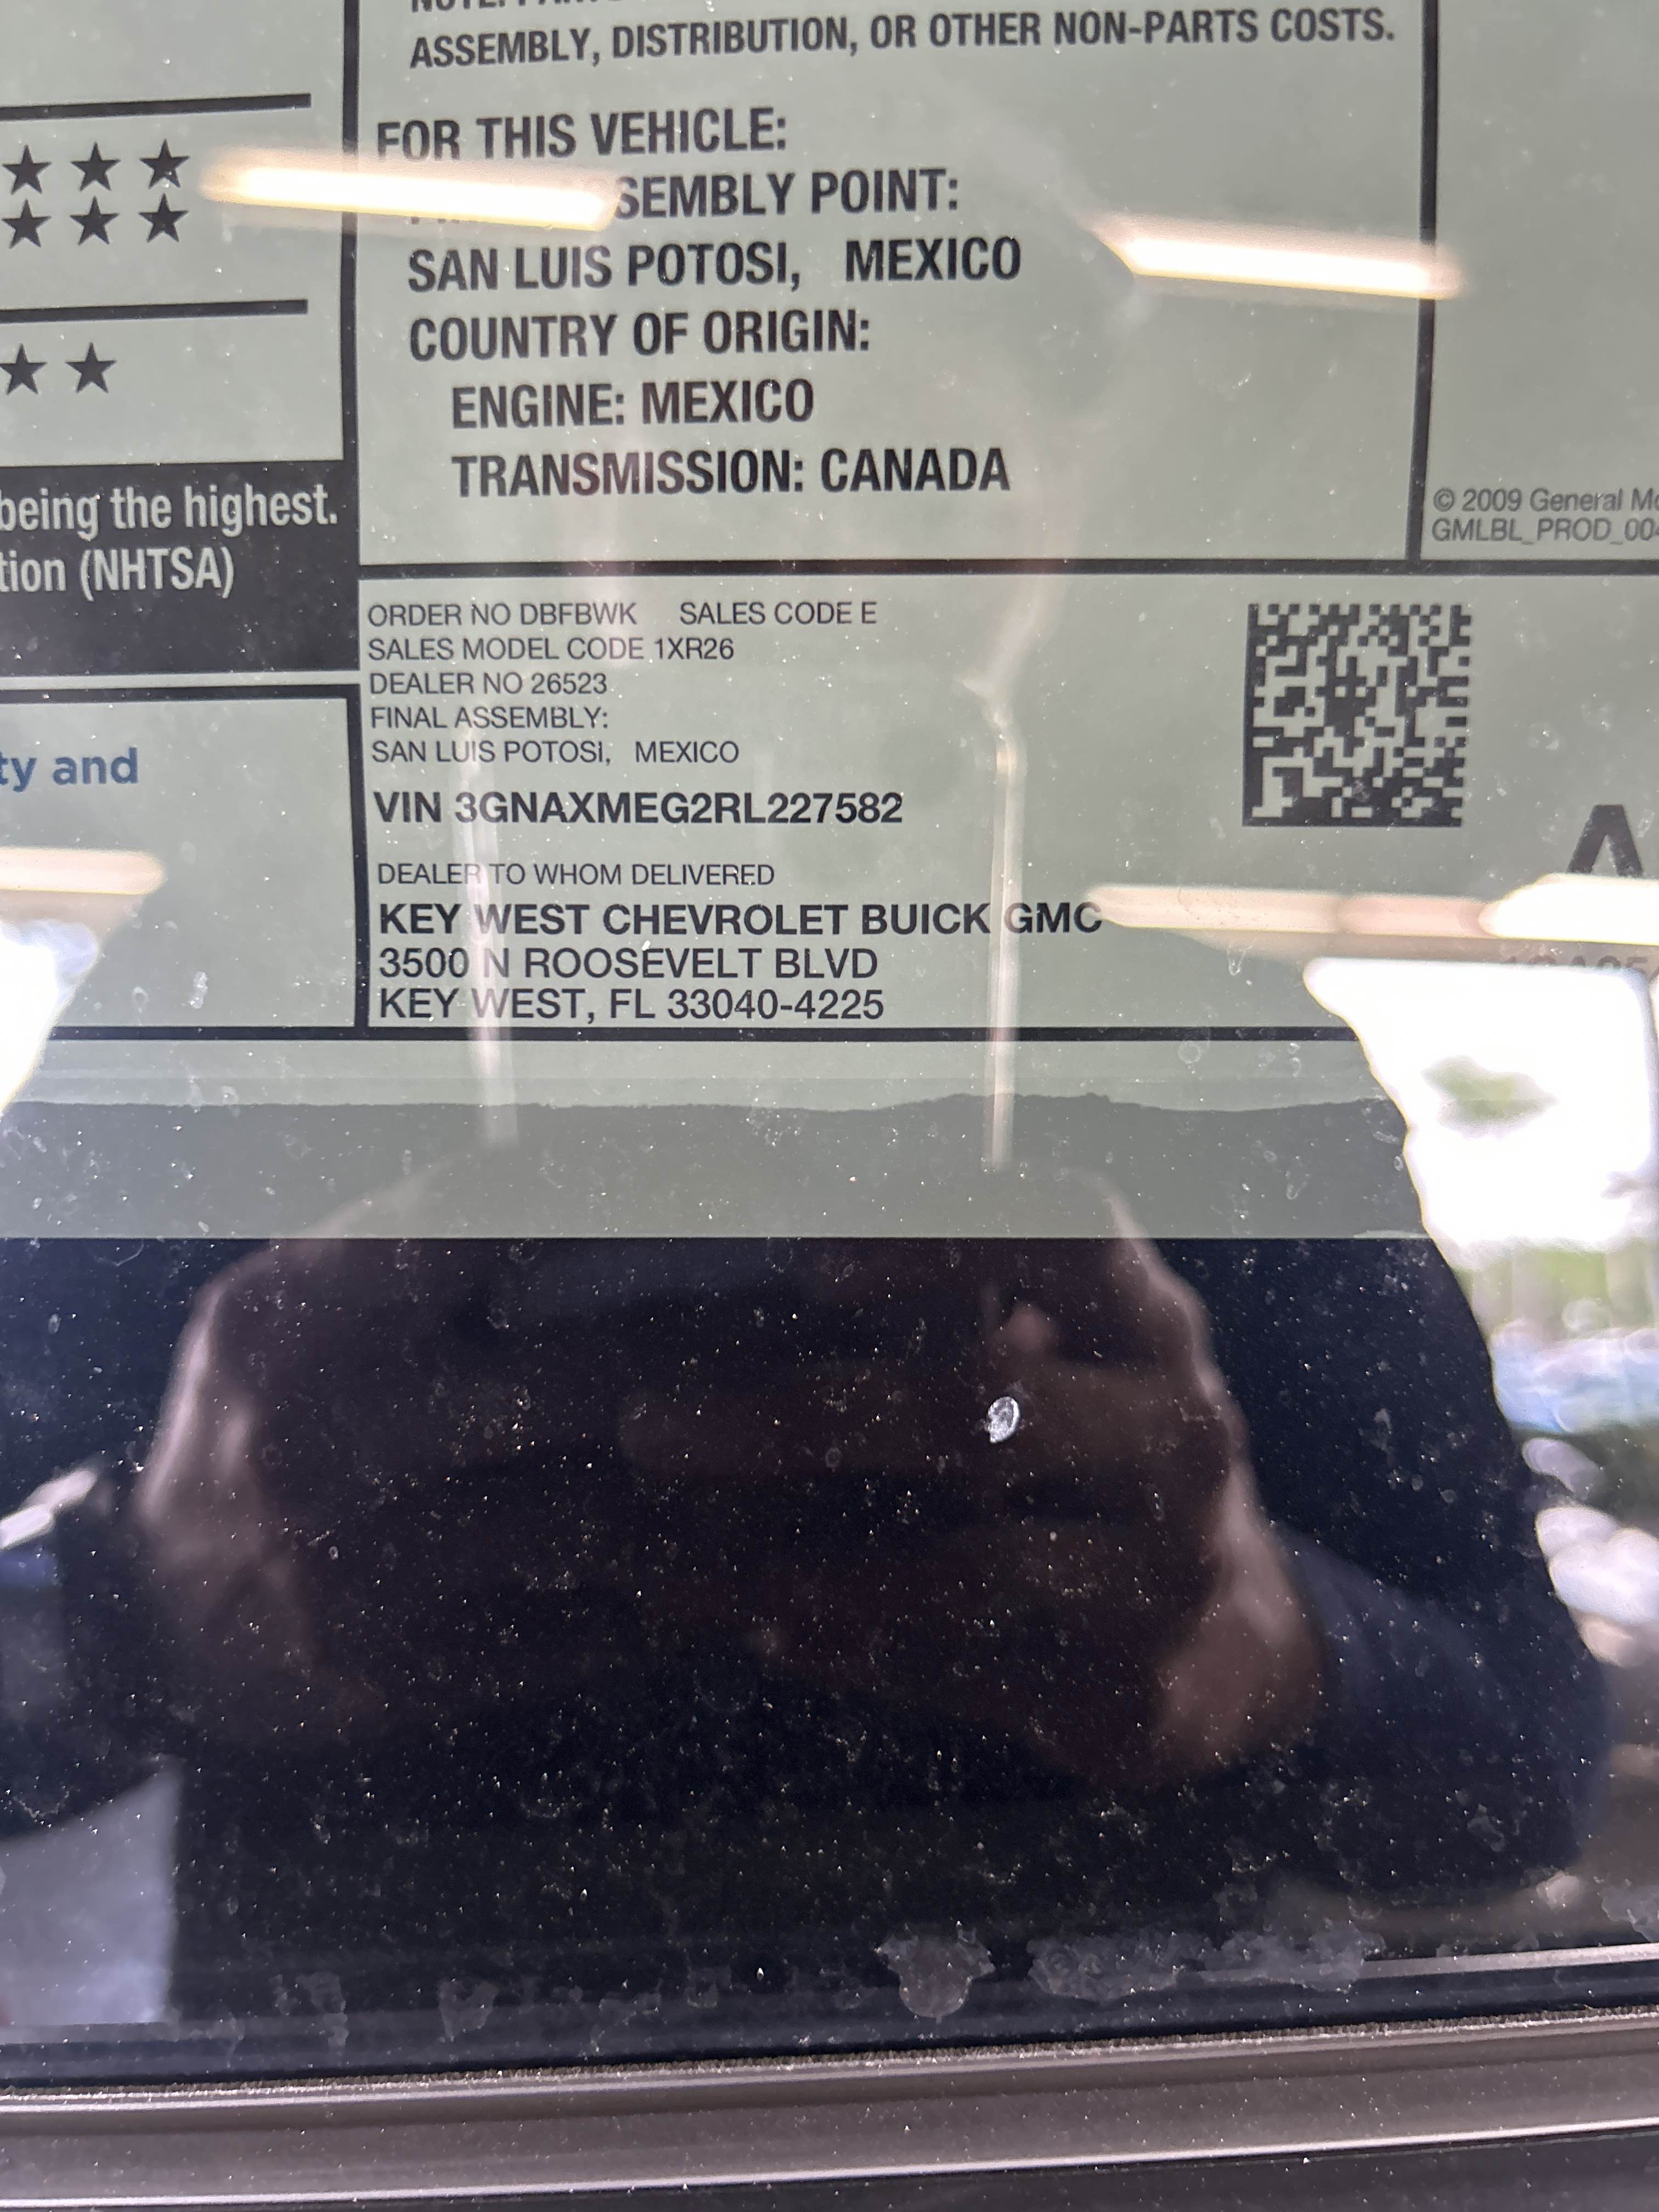 ASSEMBLY, DISTRIBUTION, OR OTHER NON-PARTS COSTS.
FOR THIS VEHICLE:
SEMBLY POINT:
SAN LUIS POTOSI, MEXICO
COUNTRY OF ORIGIN:
ENGINE: MEXICO
TRANSMISSION: CANADA
being the highest.
tion (NHTSA)
© 2009 General Mo
GMLBL_PROD_004
ty and
ORDER NO DBFBWK SALES CODE E
SALES MODEL CODE 1XR26
DEALER NO 26523
FINAL ASSEMBLY:
SAN LUIS POTOSI, MEXICO
VIN 3GNAXMEG2RL227582
DEALER TO WHOM DELIVERED
KEY WEST CHEVROLET BUICK GMC
3500 N ROOSEVELT BLVD
KEY WEST, FL 33040-4225